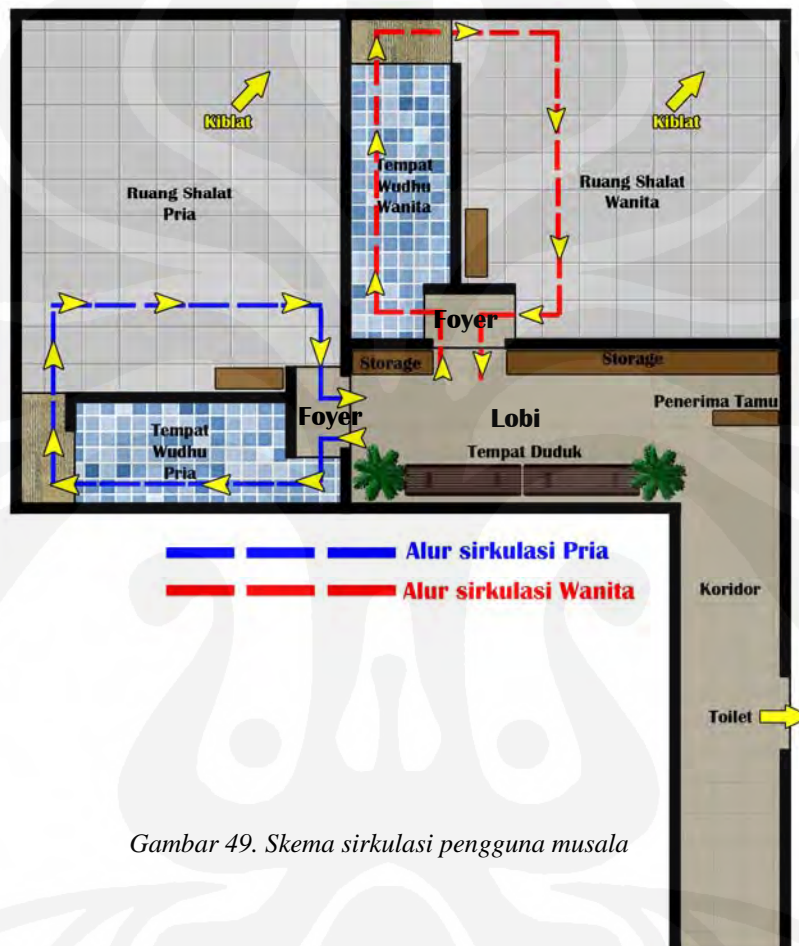 Kiblat
Kiblat
Tempat
Wudhu
Wanita
Ruang Shalat
Pria
Ruang Shalat
Wanita
Foyer
Storage
Storage
Penerima Tamu
Foyer
Lobi
Tempat
Wudhu
Pria
Tempat Duduk
Alur sirkulasi Pria
Alur sirkulasi Wanita
Koridor
Toilet
Gambar 49. Skema sirkulasi pengguna musala